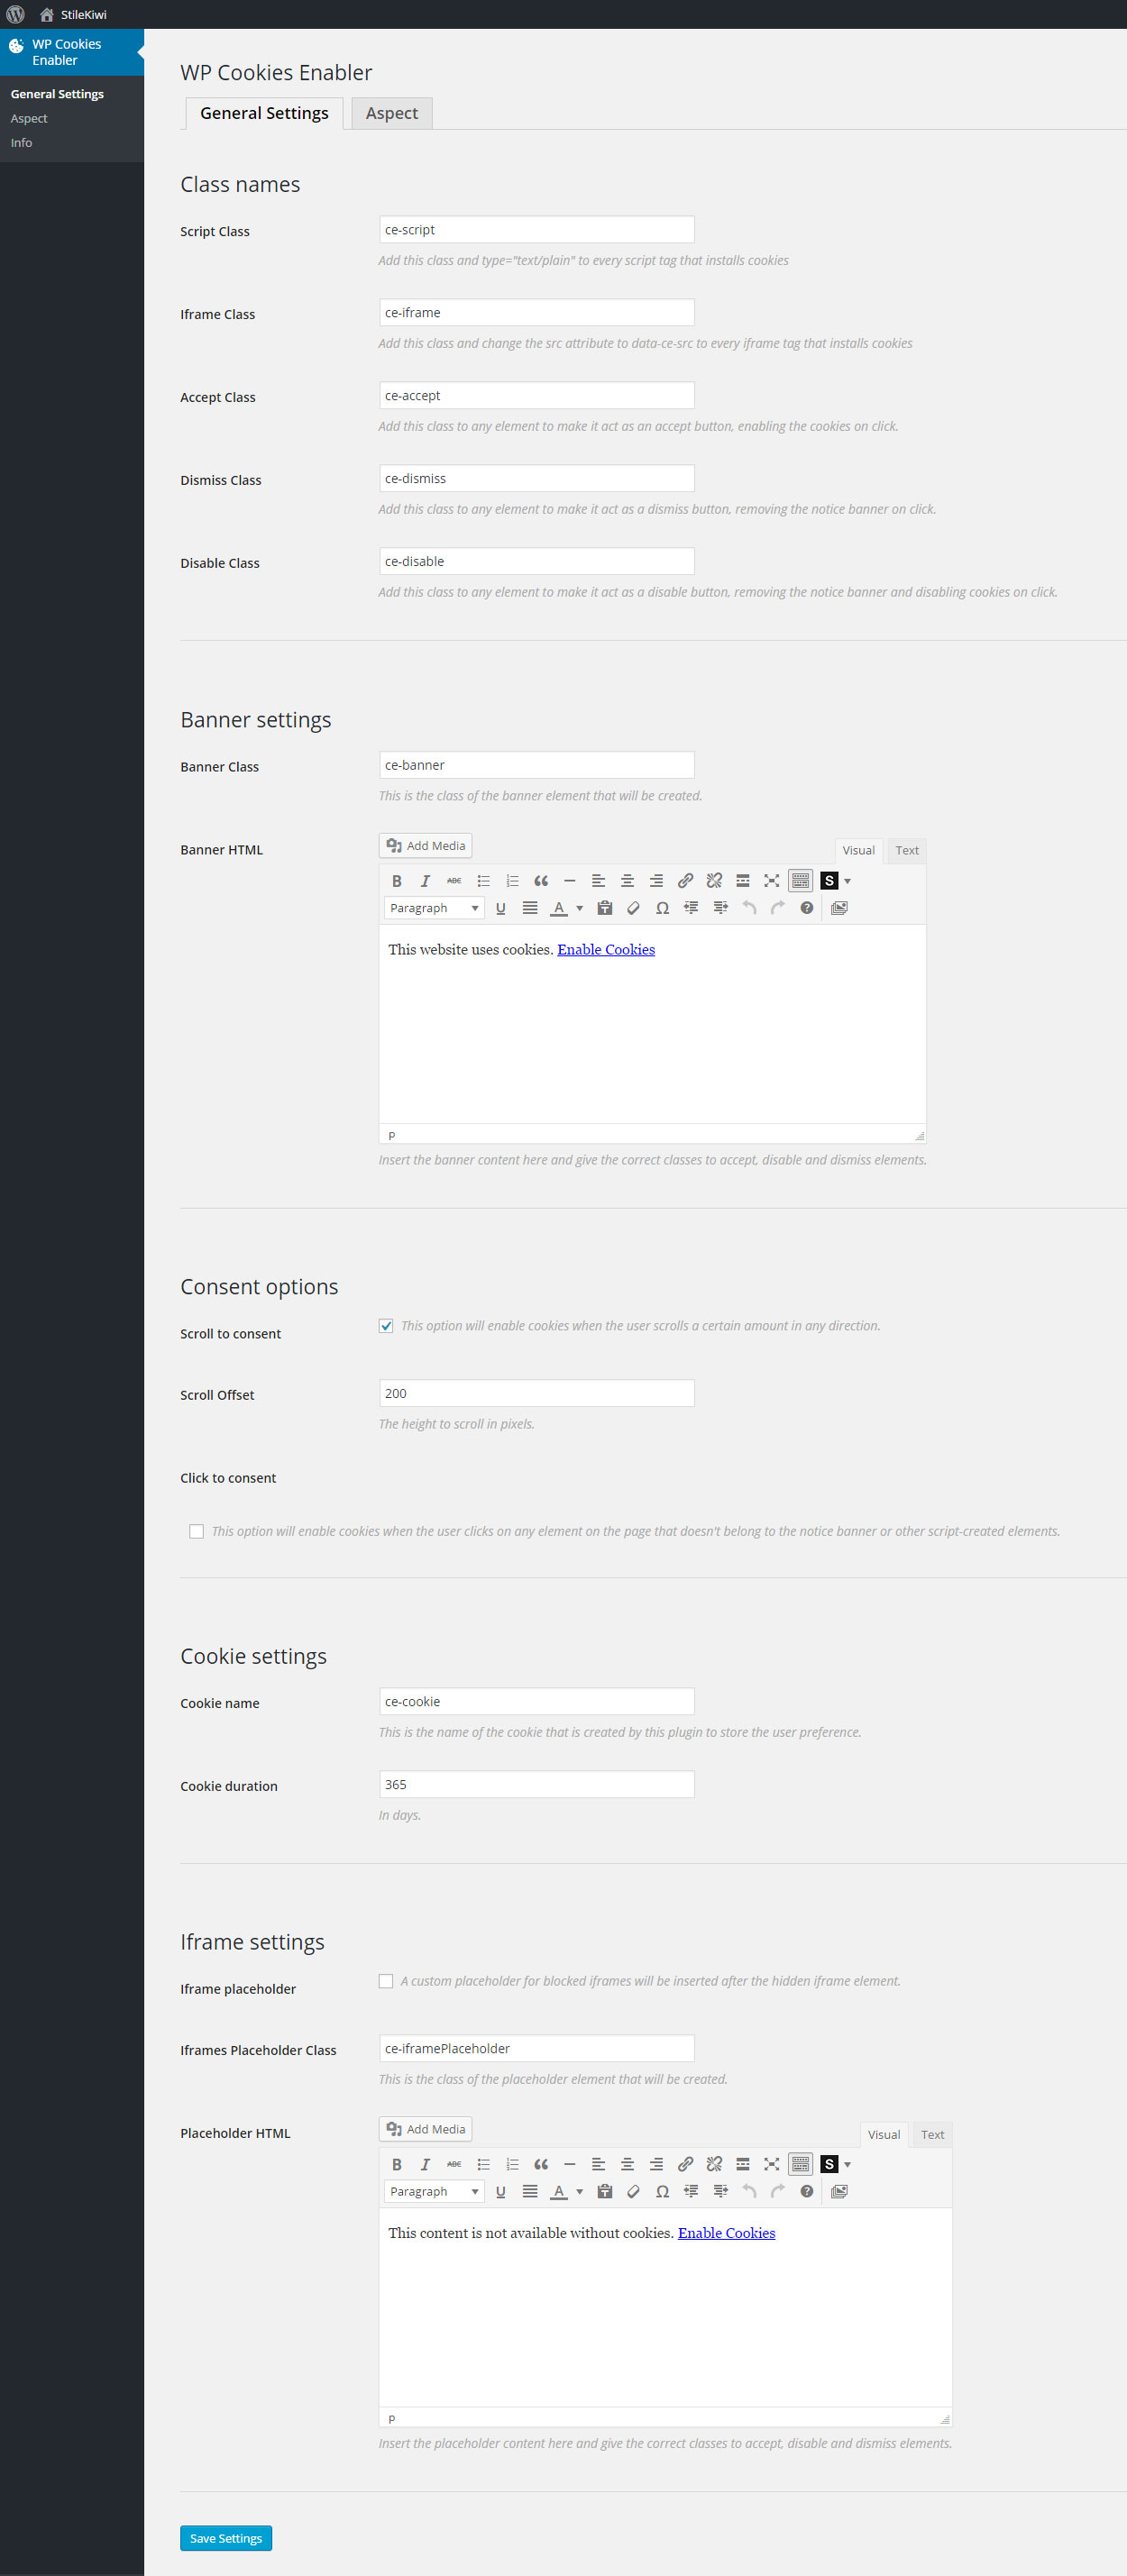 StileKiwi
WP Cookies
Enabler
General Settings
Aspect
Info
WP Cookies Enabler
General Settings
Aspect
Class names
Script Class
ce-script
Add this class and type="text/plain" to every script tag that installs cookies
Iframe Class
ce-iframe
Add this class and change the src attribute to data-ce-src to every iframe tag that installs cookies
Accept Class
ce-accept
Add this class to any element to make it act as an accept button, enabling the cookies on click.
Dismiss Class
ce-dismiss
Add this class to any element to make it act as a dismiss button, removing the notice banner on click.
Disable Class
ce-disable
Add this class to any element to make it act as a disable button, removing the notice banner and disabling cookies on click.
Banner settings
Banner Class
ce-banner
This is the class of the banner element that will be created.
Banner HTML
Add Media
Visual
Text
Paragraph
This website uses cookies. Enable Cookies
p
Insert the banner content here and give the correct classes to accept, disable and dismiss elements.
Consent options
Scroll to consent
This option will enable cookies when the user scrolls a certain amount in any direction.
Scroll Offset
200
The height to scroll in pixels.
Click to consent
This option will enable cookies when the user clicks on any element on the page that doesn't belong to the notice banner or other script-created elements.
Cookie settings
Cookie name
ce-cookie
This is the name of the cookie that is created by this plugin to store the user preference.
Cookie duration
365
In days.
Iframe settings
Iframe placeholder
A custom placeholder for blocked iframes will be inserted after the hidden iframe element.
Iframes Placeholder Class
ce-iframePlaceholder
This is the class of the placeholder element that will be created.
Placeholder HTML
Add Media
Visual
Text
Paragraph
This content is not available without cookies. Enable Cookies
p
Insert the placeholder content here and give the correct classes to accept, disable and dismiss elements.
Save Settings